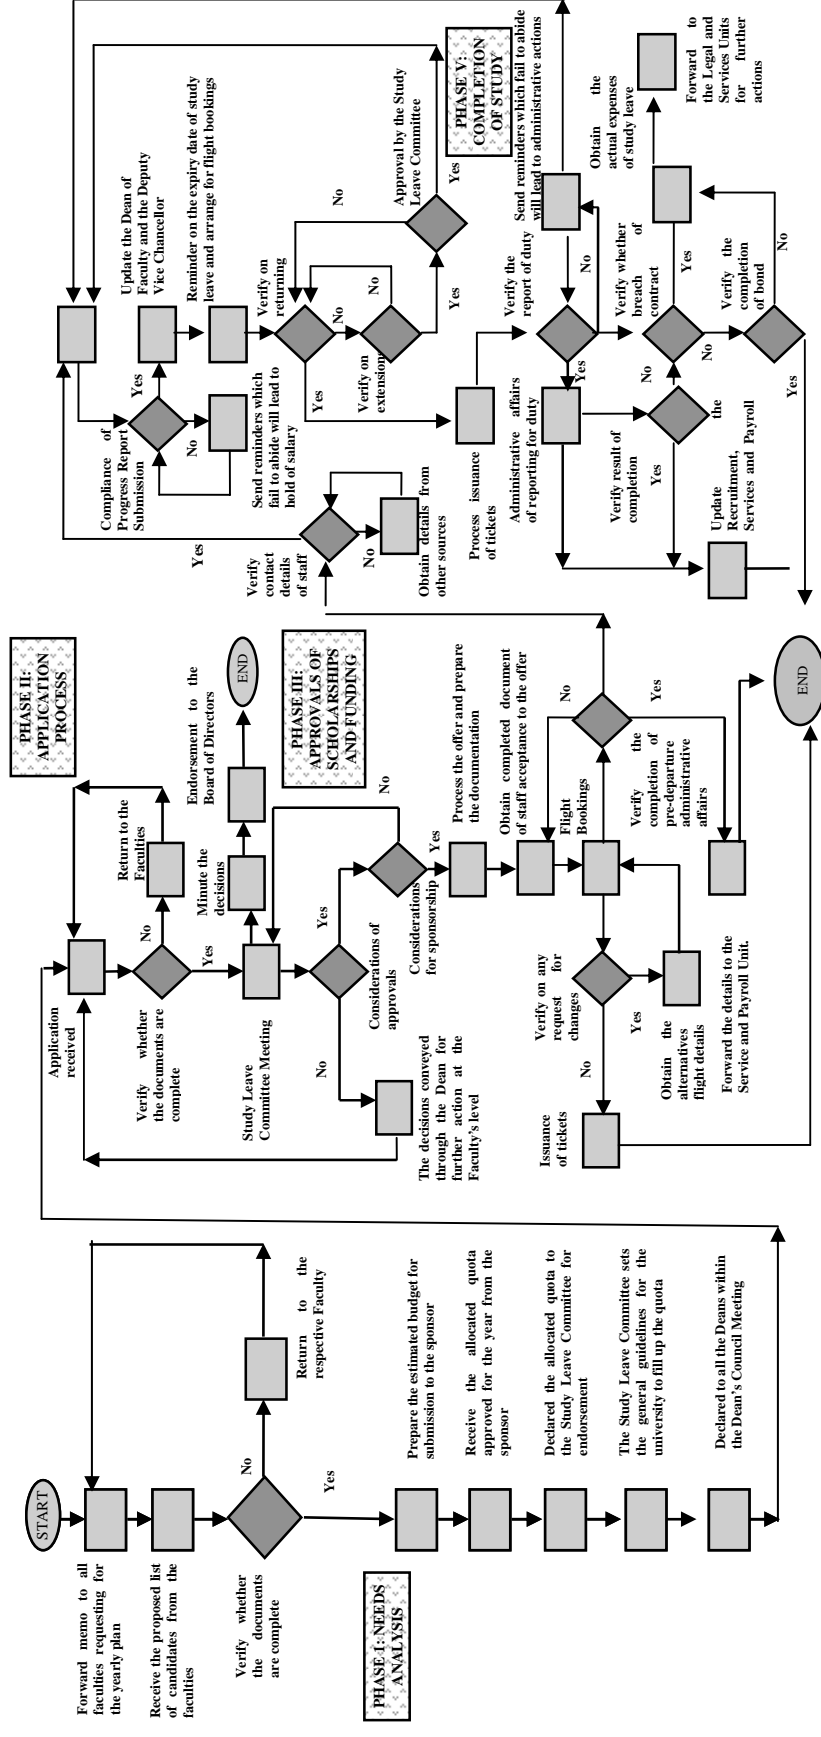 START
Forward memo to all
faculties requesting for
the yearly plan
Receive the proposed list
of candidates from the
faculties
Verify whether
the documents
are complete
No
Return to the
respective Faculty
Yes
PHASE I: NEEDS
ANALYSIS
Prepare the estimated budget for
submission to the sponsor
Receive the allocated quota
approved for the year from the
sponsor
Declared the allocated quota to
the Study Leave Committee for
endorsement
The Study Leave Committee sets
the general guidelines for the
university to fill up the quota
Declared to all the Deans within
the Dean's Council Meeting
PHASE II:
APPLICATION
PROCESS
Application
received
Verify whether
the documents are
complete
No
Return to the
Faculties
Yes
Study Leave
Committee Meeting
Minute the
decisions
Endorsement to the
Board of Directors
END
PHASE III:
APPROVALS OF
SCHOLARSHIPS
AND FUNDING
Considerations of
approvals
No
Yes
The decisions conveyed
through the Dean for
further action at the
Faculty's level
Considerations
for sponsorship
No
Yes
Process the offer and prepare
the documentation
Obtain completed document
of staff acceptance to the offer
Flight
Bookings
Verify on any
request for
changes
No
Yes
Issuance
of tickets
Obtain the
alternatives
flight details
Verify the
completion of
pre-departure
administrative
affairs
No
Yes
Forward the details to the
Service and Payroll Unit.
END
Verify
contact
details
of staff
Yes
No
Obtain details from
other sources
Compliance of
Progress Report
Submission
Yes
No
Send reminders which
fail to abide will lead to
hold of salary
Update the Dean of
Faculty and the Deputy
Vice Chancellor
Reminder on the expiry date of study
leave and arrange for flight bookings
Verify on
returning
Yes
No
Verify on
extension
No
Yes
Approval by the Study
Leave Committee
No
Yes
PHASE V:
COMPLETION
OF STUDY
Process issuance
of tickets
Verify the
report of duty
Send reminders which fail to abide
will lead to administrative actions
No
Yes
Administrative affairs
of reporting for duty
Verify result of
completion
Yes
No
Verify whether
breach of
contract
Yes
No
Obtain the
actual expenses
of study leave
Forward to
the Legal and
Services Units
for further
actions
Verify the
completion
of bond
No
Yes
Update the
Recruitment,
Services and Payroll